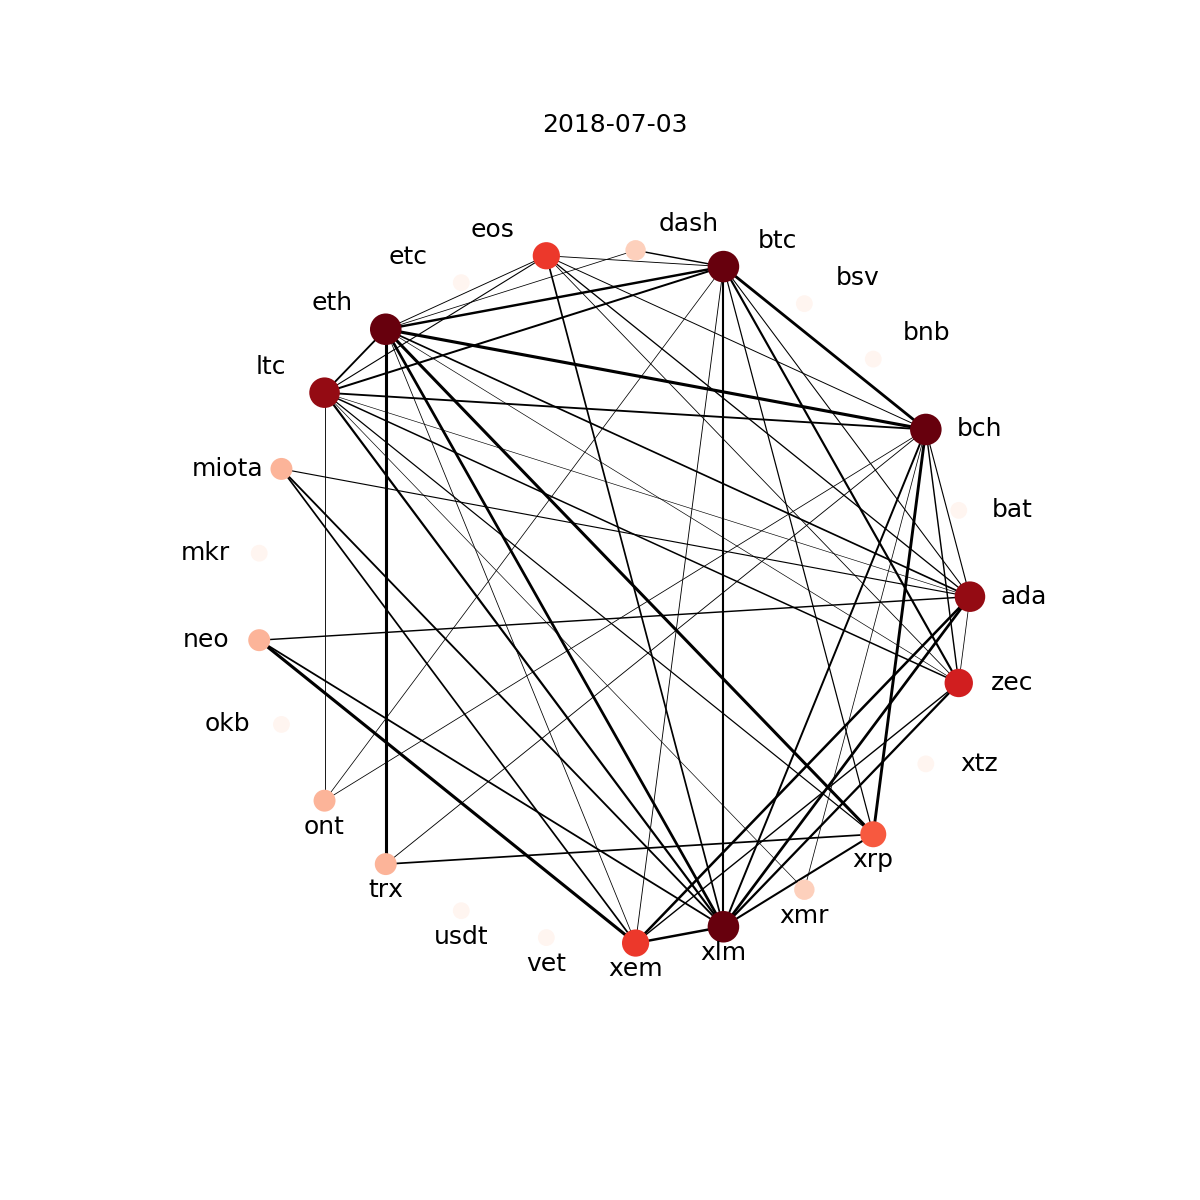 2018-07-03
dash
eos
btc
etc
bsv
eth
bnb
ltc
bch
miota
bat
mkr
ada
neo
zec
okb
xtz
ont
xrp
trx
xmr
usdt
xlm
vet
xem